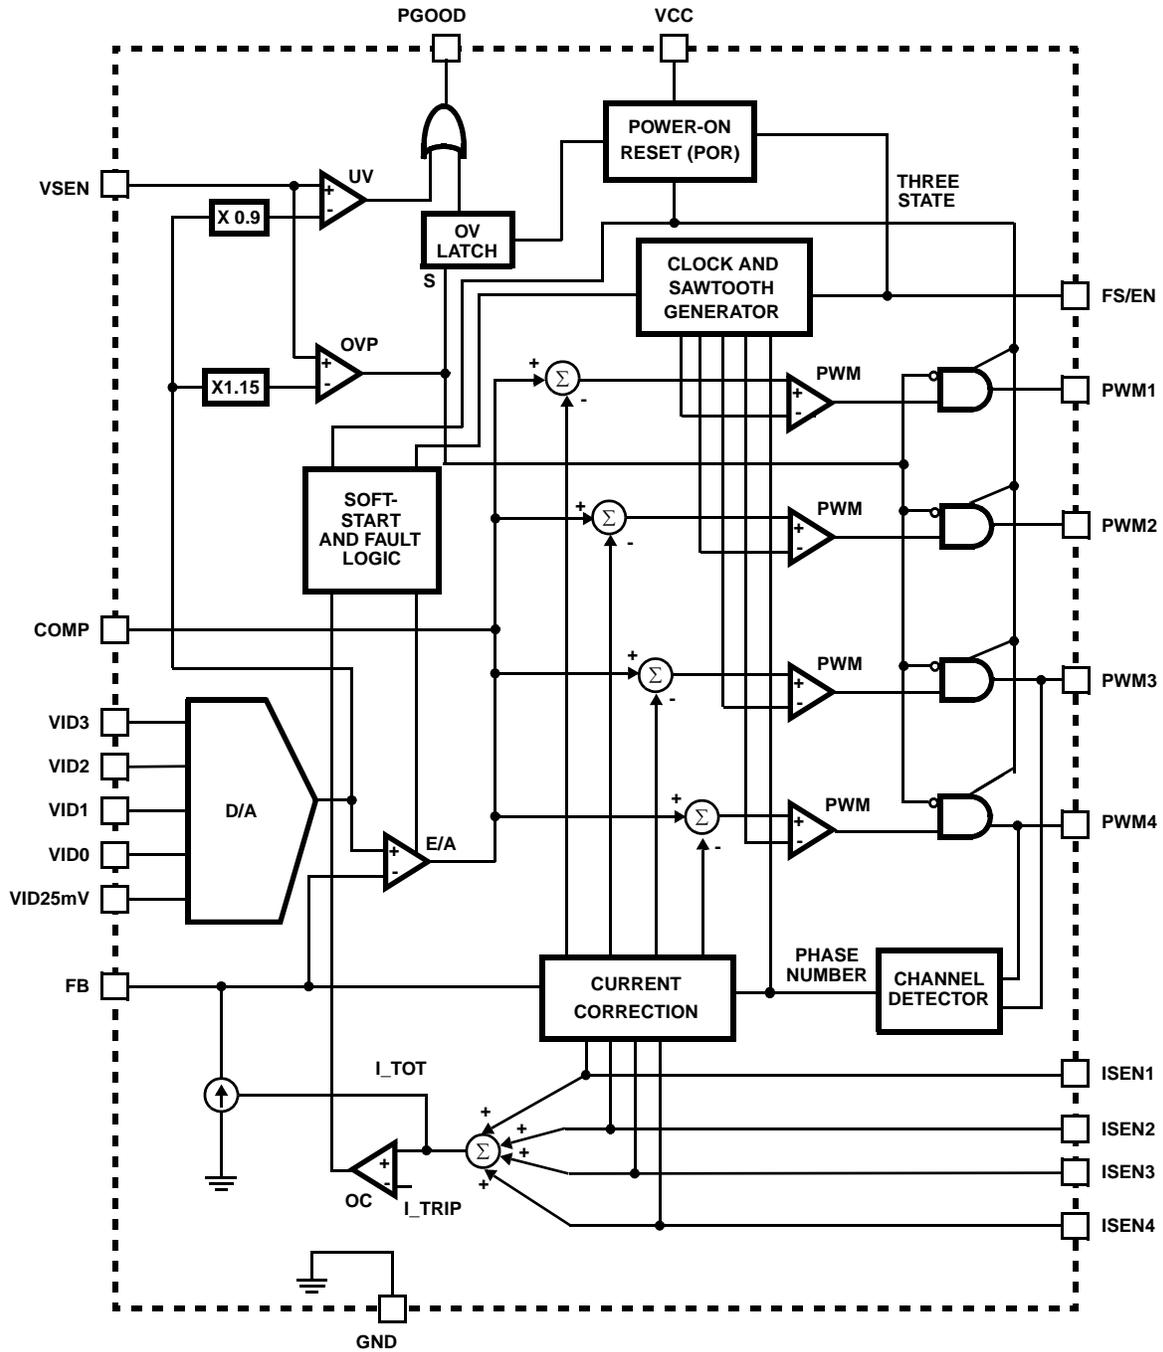 PGOOD
VCC
POWER-ON
RESET (POR)
VSEN
+
-
UV
X 0.9
THREE
STATE
OV
LATCH
S
CLOCK AND
SAWTOOTH
GENERATOR
FS/EN
OVP
+
-
X1.15
+
Σ
-
PWM
+
-
PWM1
SOFT-
START
AND FAULT
LOGIC
+
Σ
-
PWM
+
-
PWM2
COMP
+
Σ
-
PWM
+
-
PWM3
VID3
VID2
VID1
VID0
VID25mV
D/A
+
Σ
-
PWM
+
-
PWM4
E/A
+
-
FB
CURRENT
CORRECTION
PHASE
NUMBER
CHANNEL
DETECTOR
I_TOT
ISEN1
+
+
ISEN2
Σ
+
ISEN3
+
+
-
OC
I_TRIP
ISEN4
GND